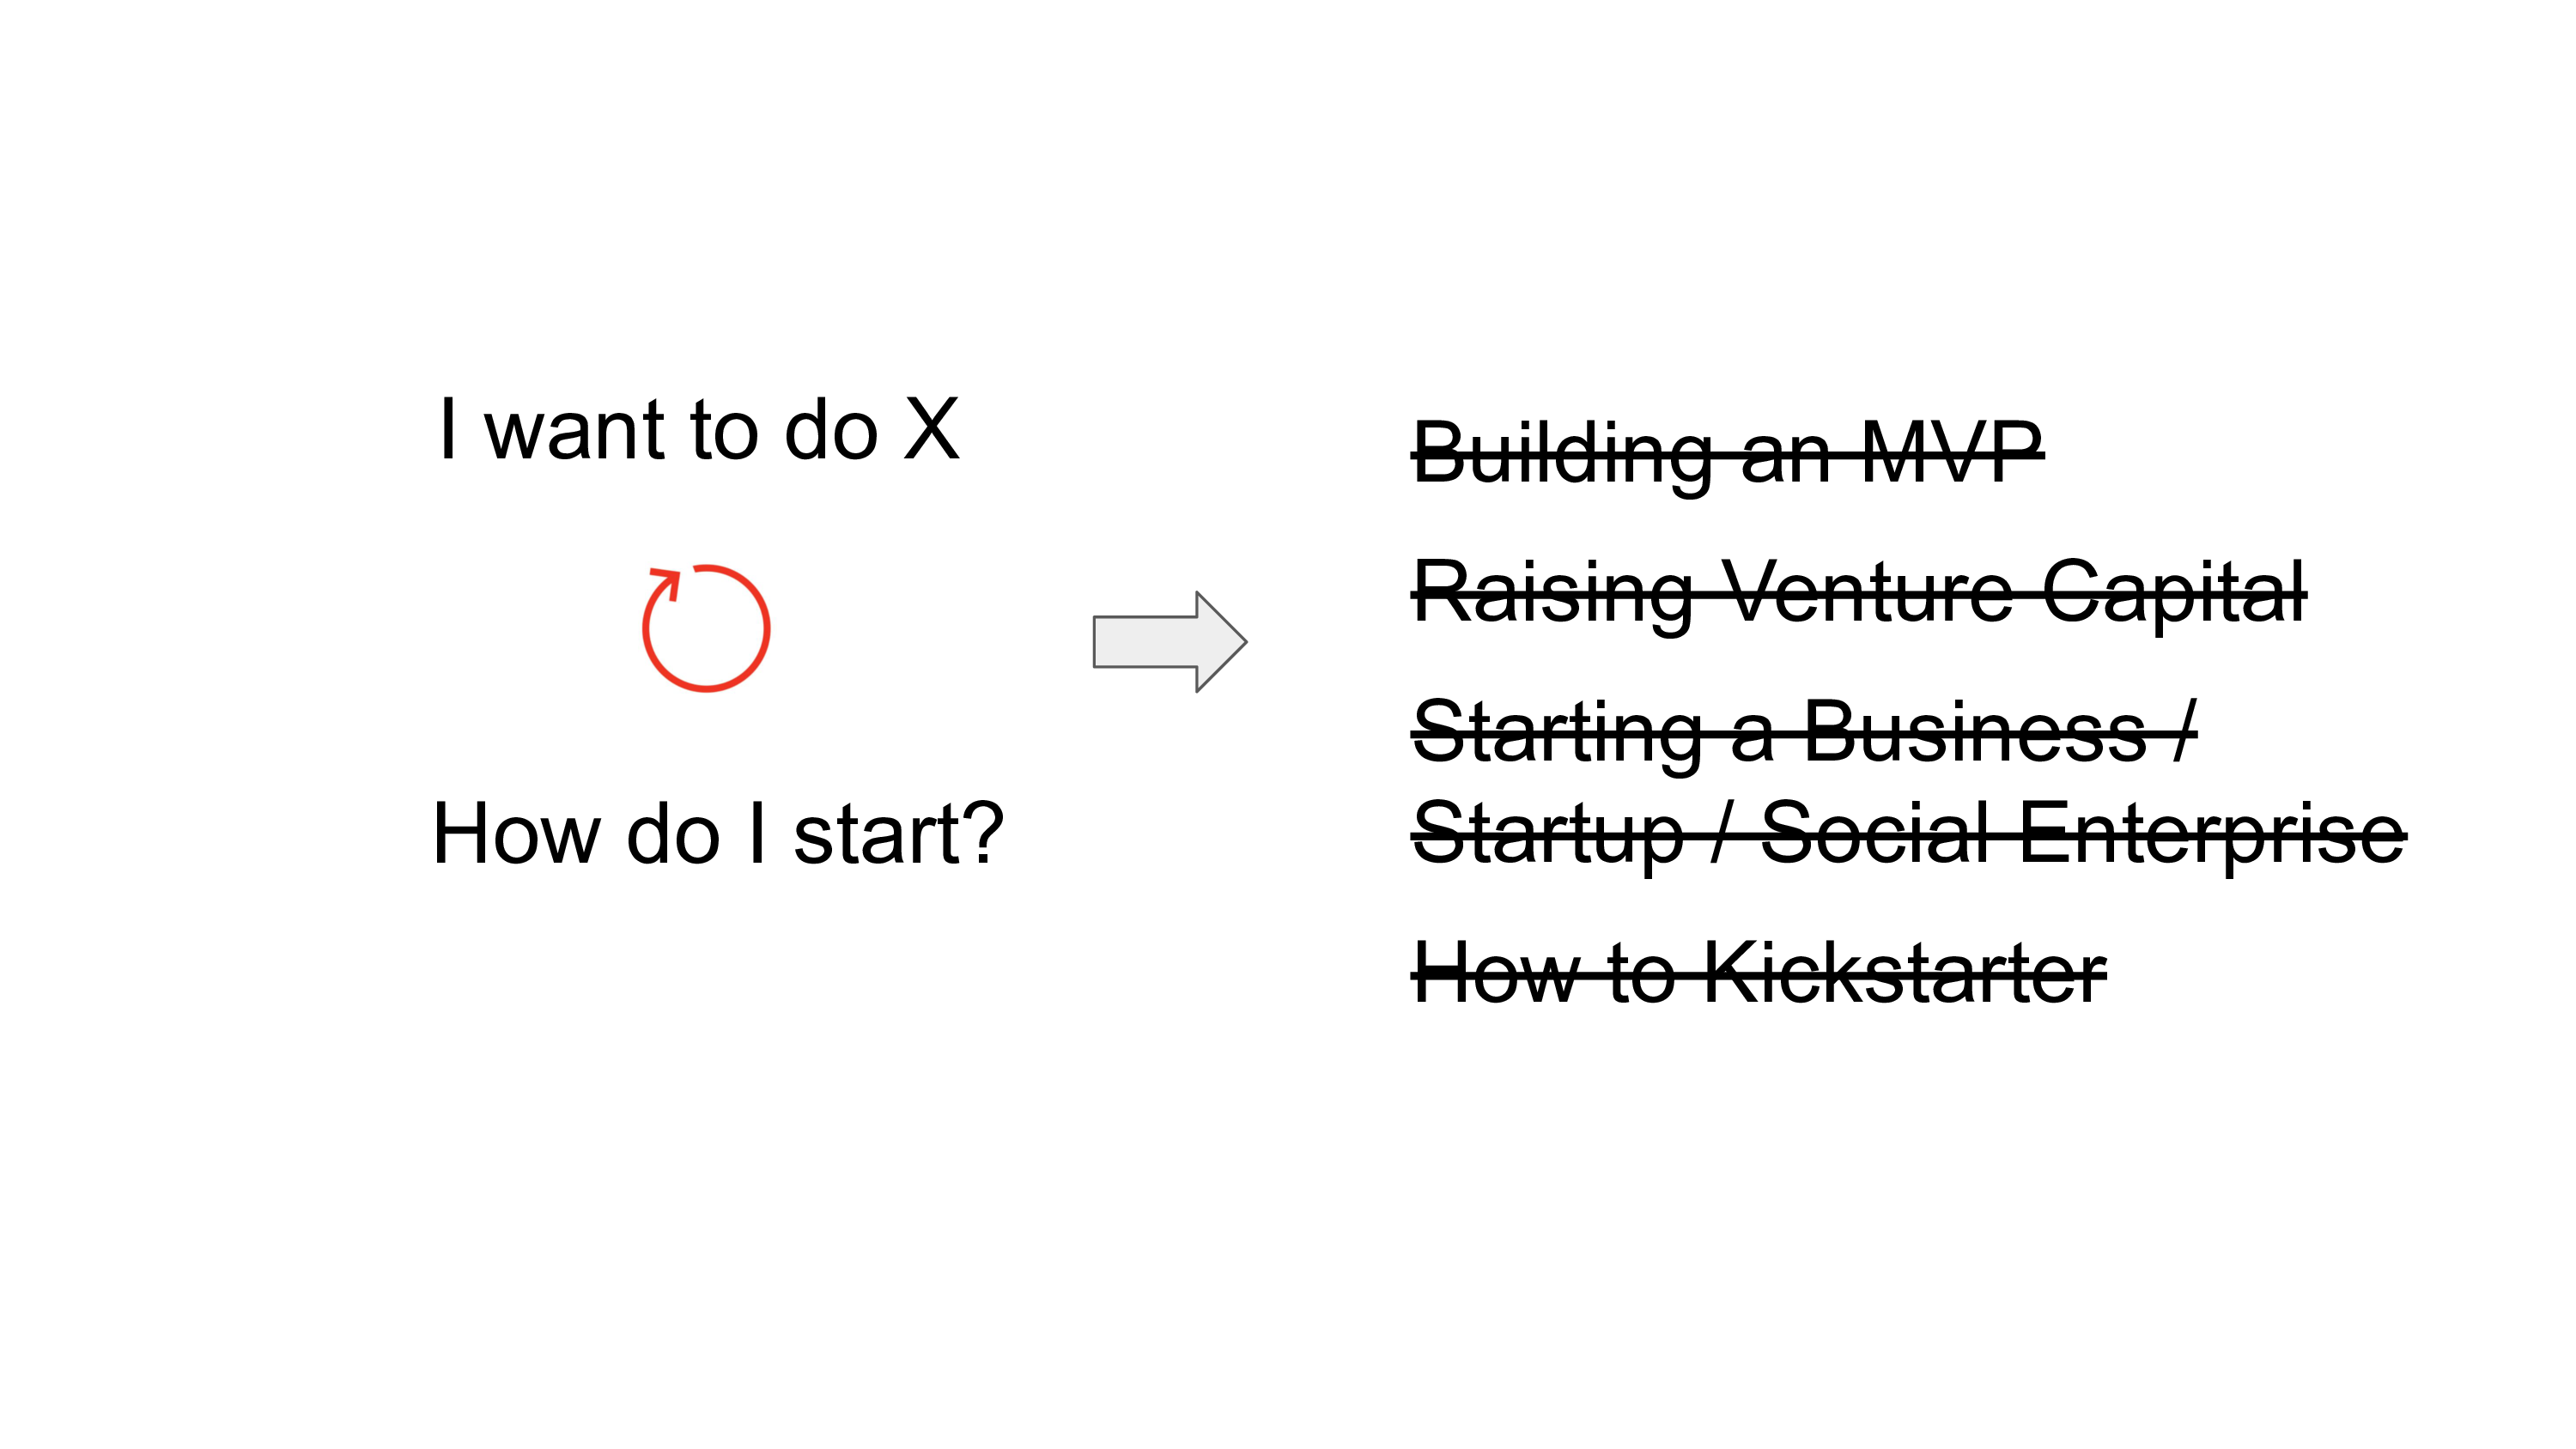 I want to do X
How do I start?
Building an MVP
Raising Venture Capital
Starting a Business /
Startup / Social Enterprise
How to Kickstarter